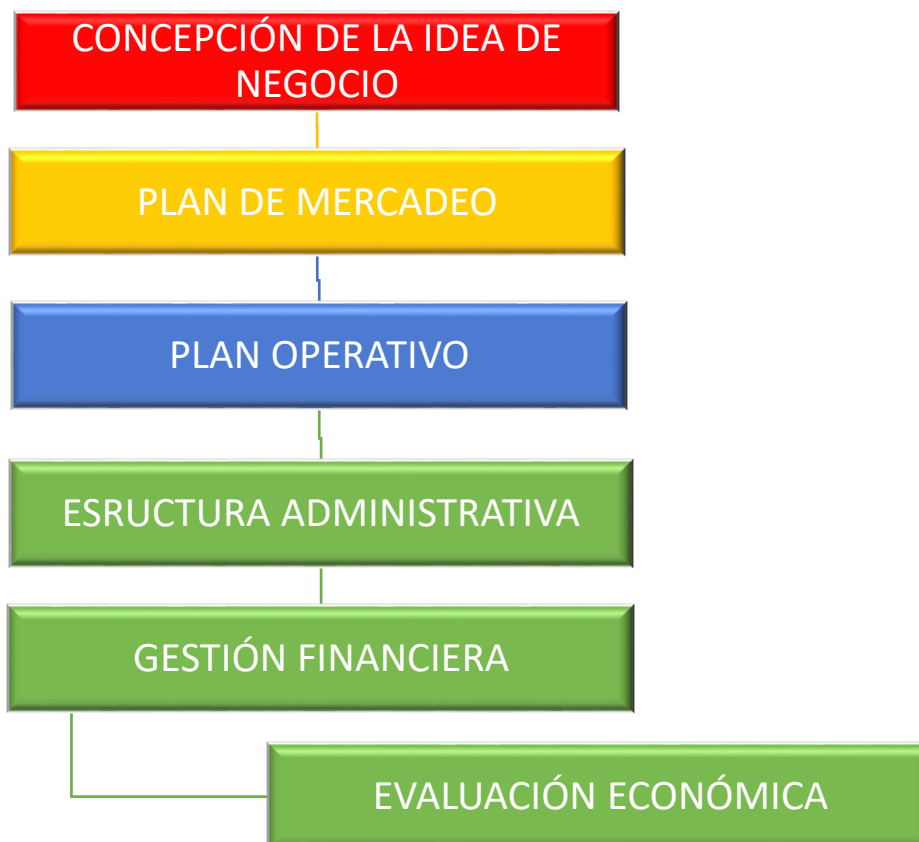 CONCEPCIÓN DE LA IDEA DE
NEGOCIO
PLAN DE MERCADEO
PLAN OPERATIVO
ESRUCTURA ADMINISTRATIVA
GESTIÓN FINANCIERA
EVALUACIÓN ECONÓMICA